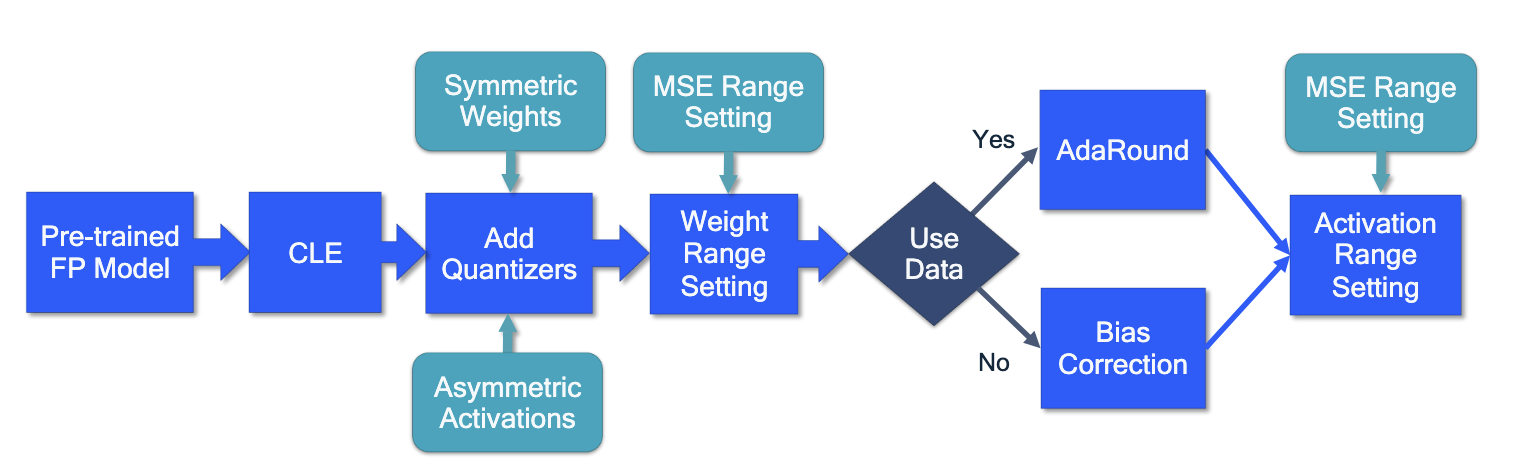 Pre-trained
FP Model
CLE
Symmetric
Weights
Add
Quantizers
Asymmetric
Activations
MSE Range
Setting
Weight
Range
Setting
Use
Data
Yes
AdaRound
No
Bias
Correction
MSE Range
Setting
Activation
Range
Setting